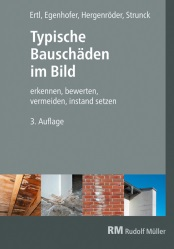 Ertl, Egenhofer, Hergenröder, Strunck
Typische
Bauschäden
im Bild
erkennen, bewerten,
vermeiden, instand setzen
3. Auflage
RM Rudolf Müller